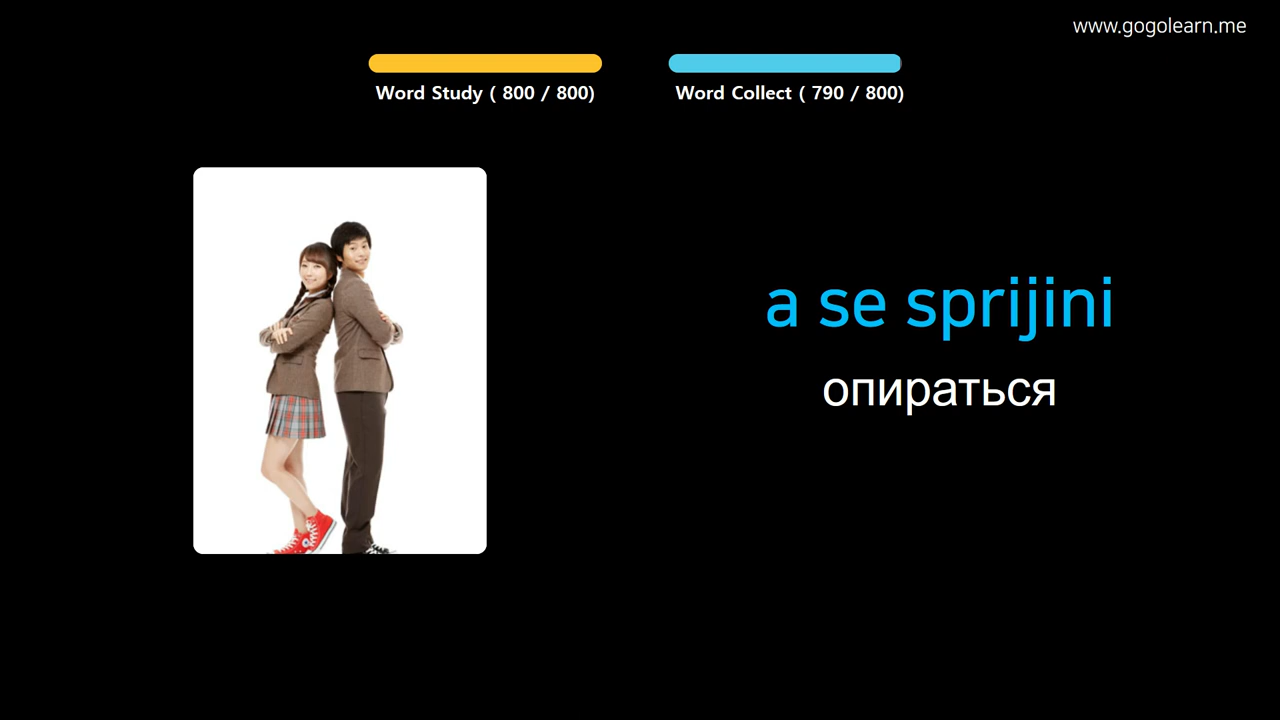 www.gogolearn.me
Word Study ( 800 / 800)
Word Collect ( 790 / 800)
a se sprijini
опираться